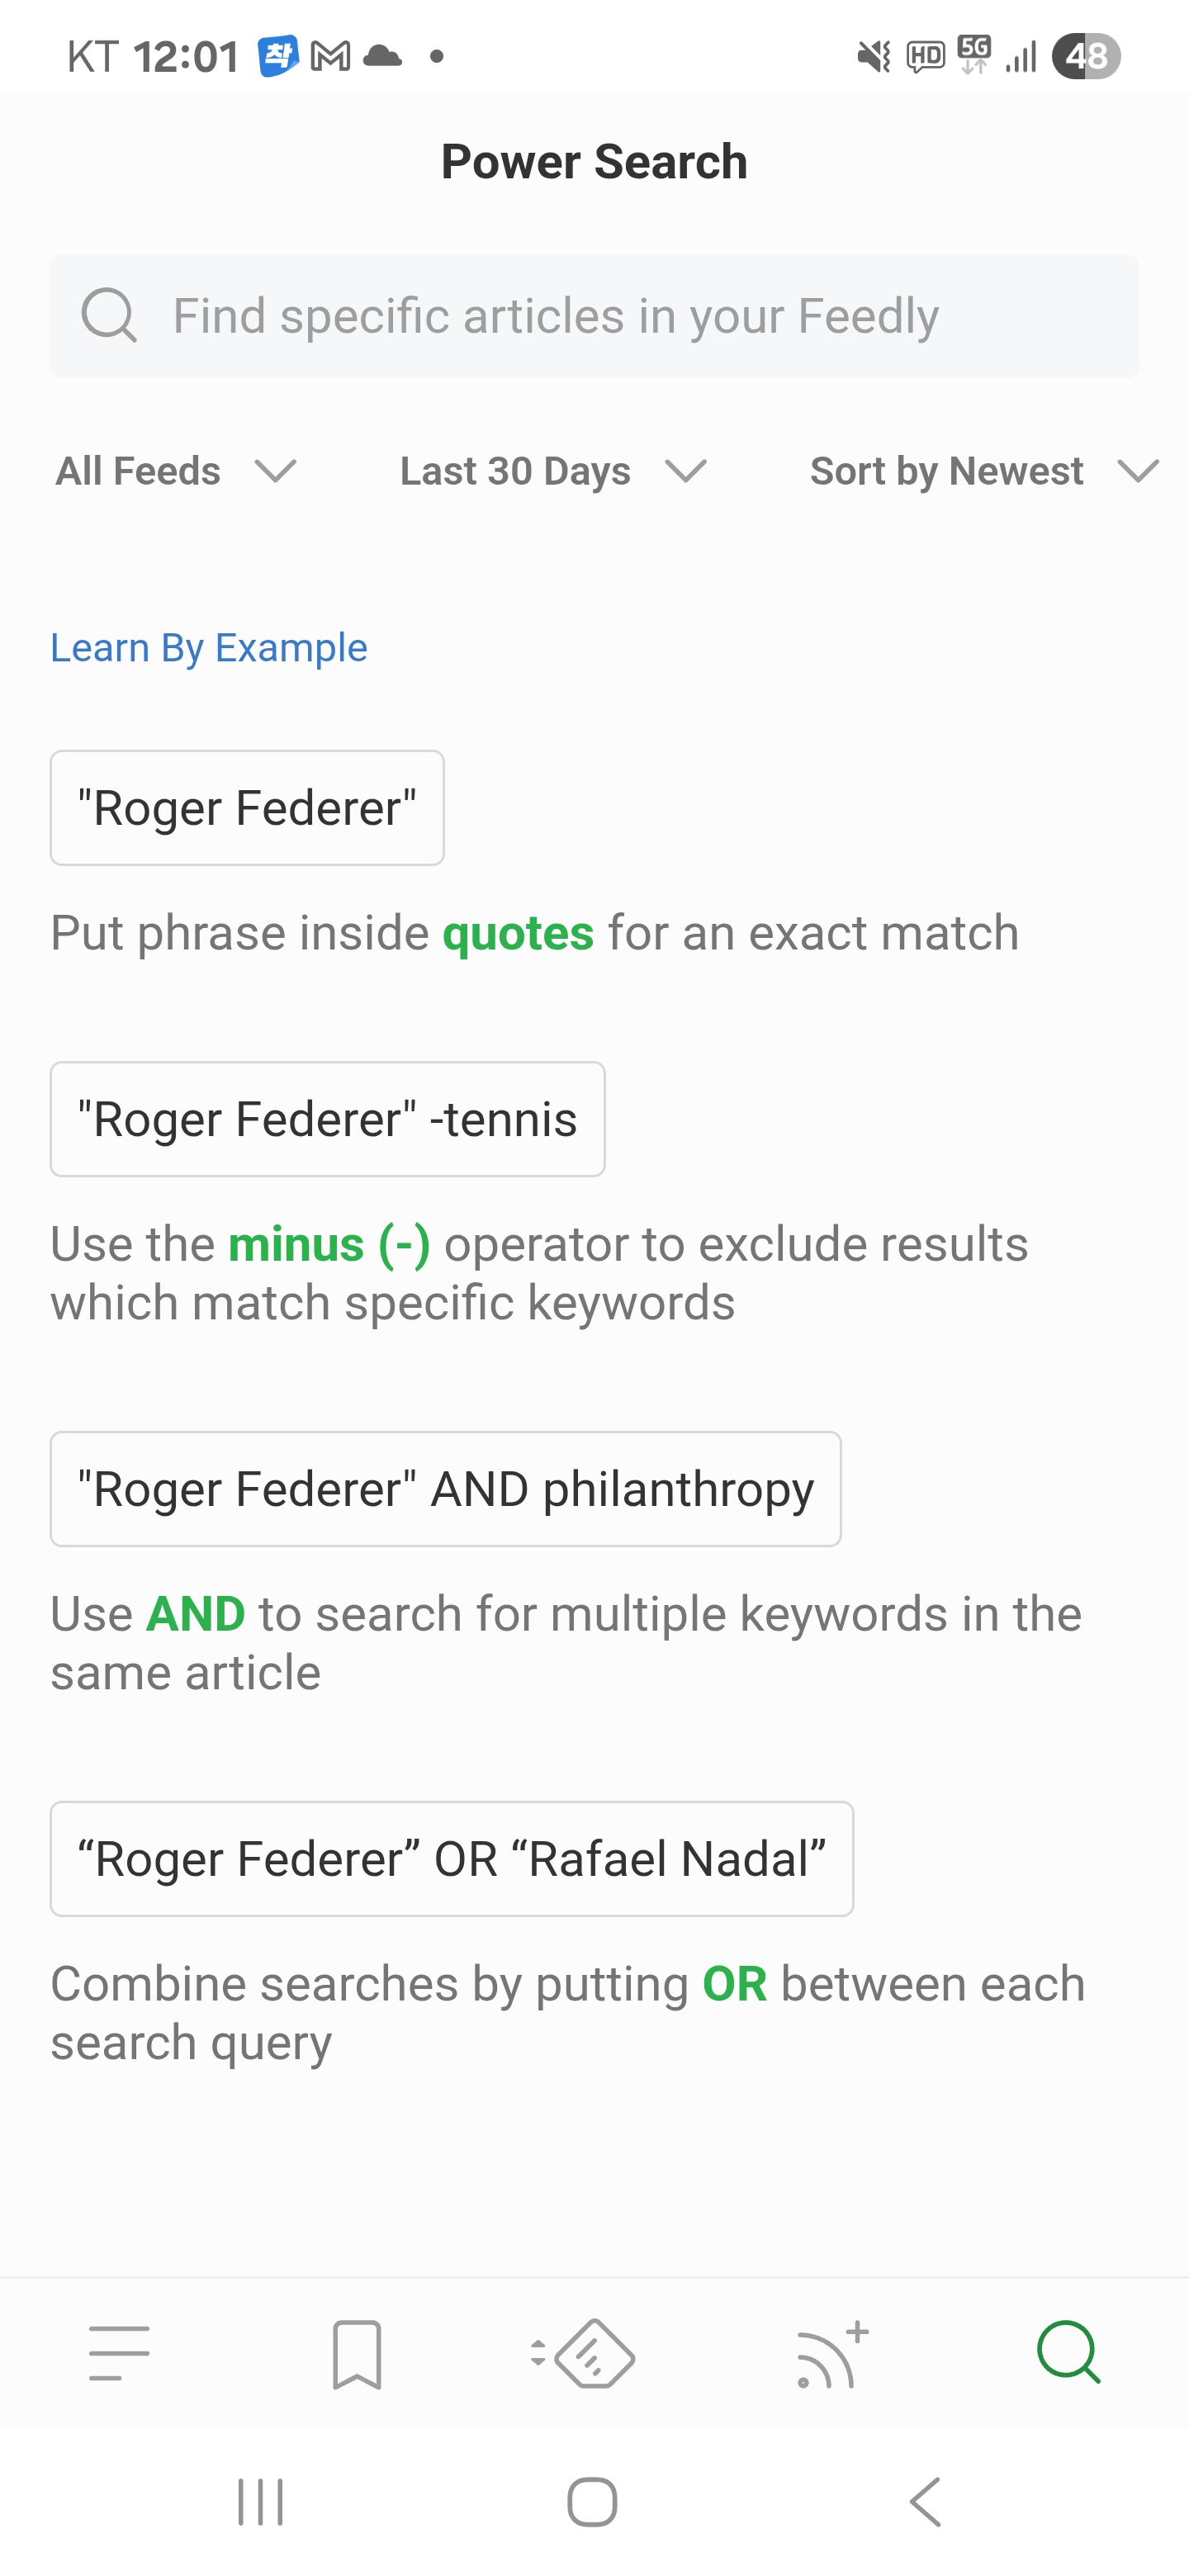 KT 12:01 착 HD 5G 48
Power Search
Find specific articles in your Feedly
All Feeds Last 30 Days Sort by Newest
Learn By Example
"Roger Federer"
Put phrase inside quotes for an exact match
"Roger Federer" -tennis
Use the minus (-) operator to exclude results
which match specific keywords
"Roger Federer" AND philanthropy
Use AND to search for multiple keywords in the
same article
“Roger Federer” OR “Rafael Nadal”
Combine searches by putting OR between each
search query